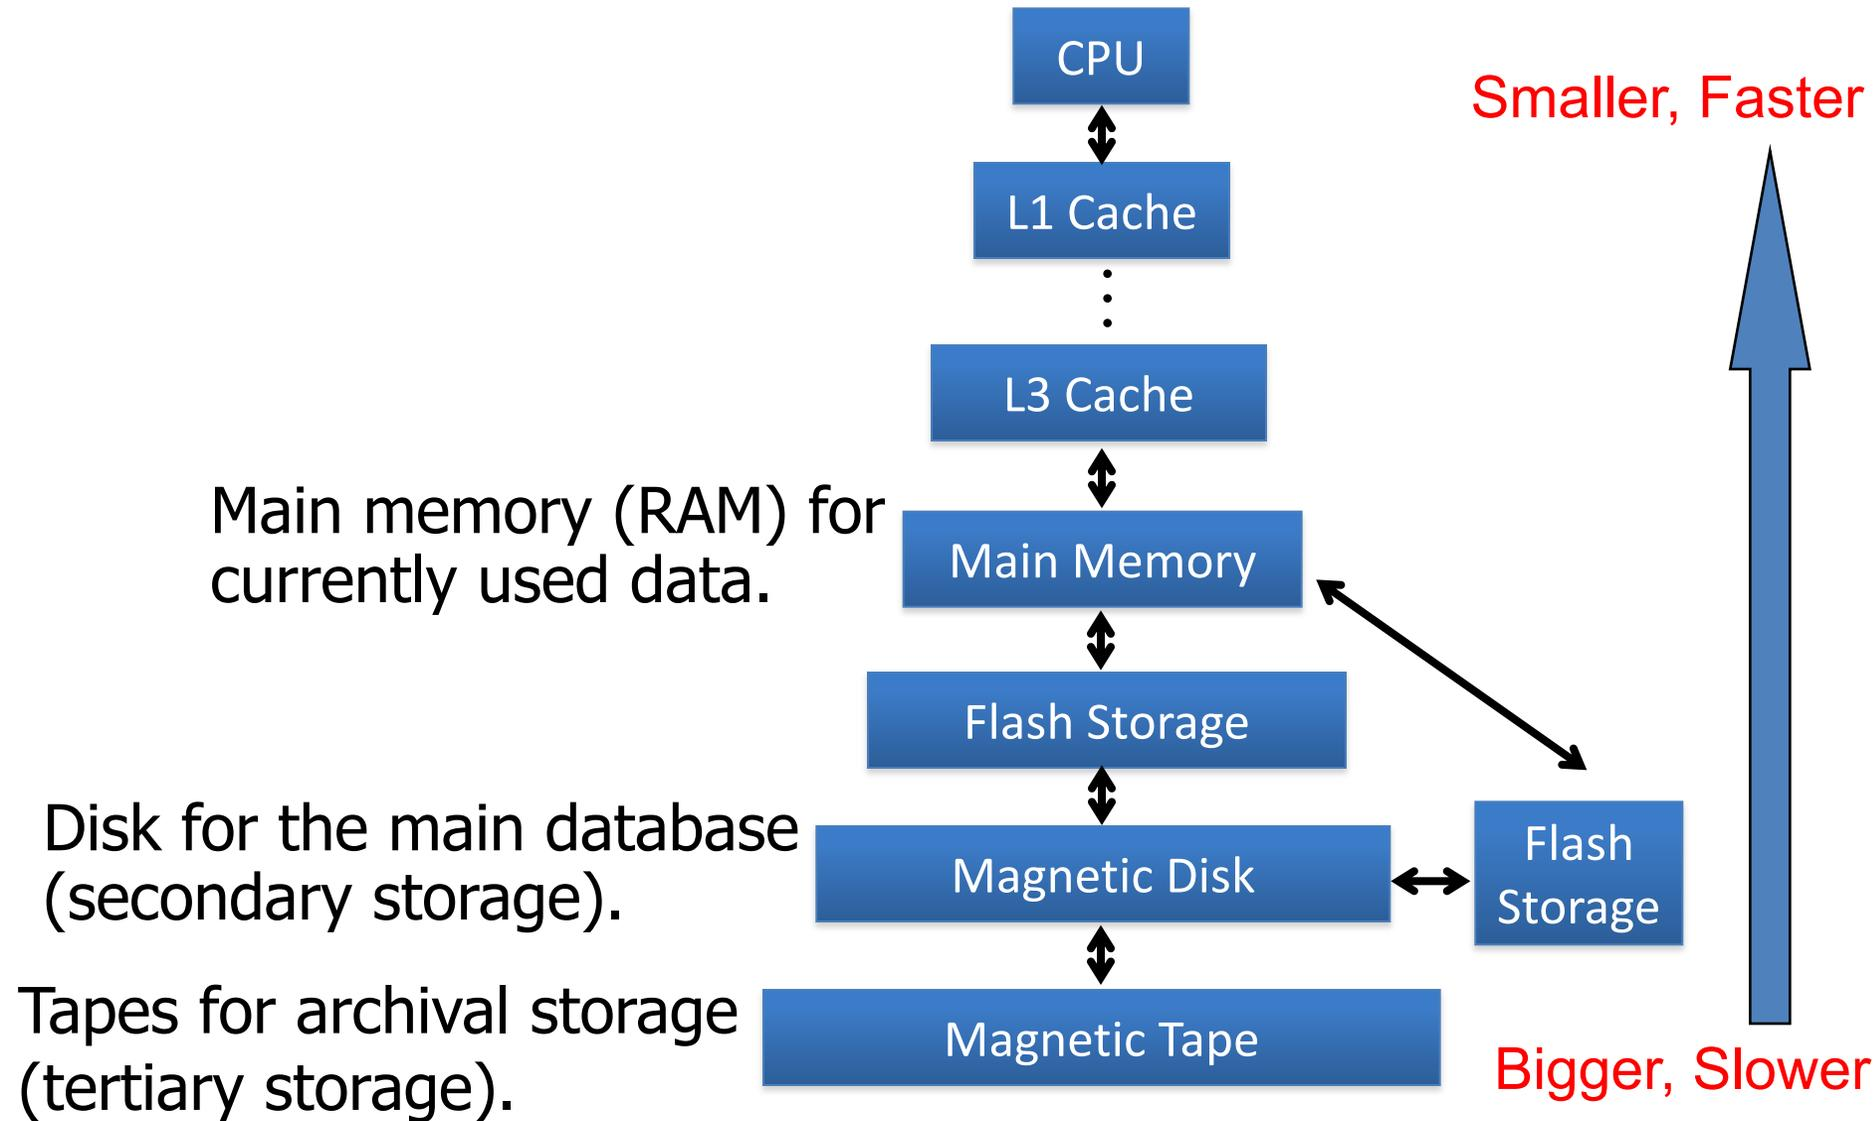 CPU
Smaller, Faster
L1 Cache
L3 Cache
Main memory (RAM) for
currently used data.
Main Memory
Flash Storage
Disk for the main database
(secondary storage).
Magnetic Disk
Flash
Storage
Tapes for archival storage
(tertiary storage).
Magnetic Tape
Bigger, Slower